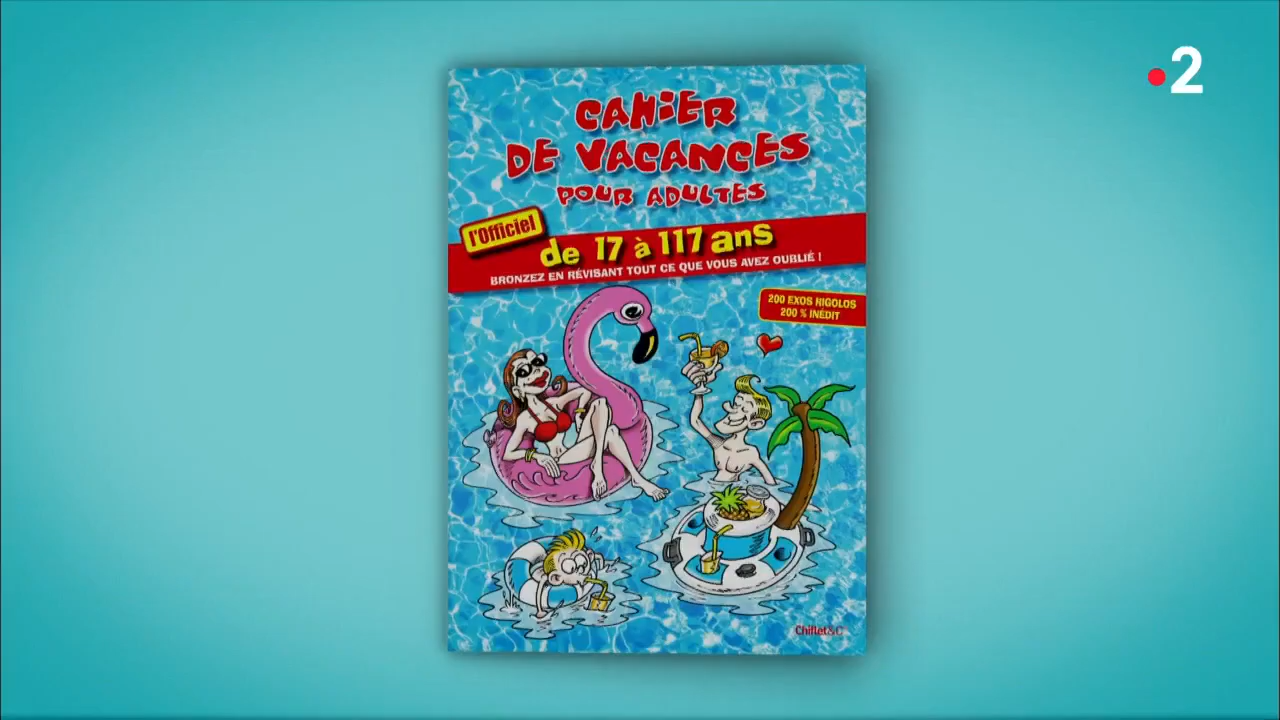 2
CAHIER
DE VACANCES
POUR ADULTES
l'Officiel
de 17 à 117 ans
BRONZEZ EN RÉVISANT TOUT CE QUE VOUS AVEZ OUBLIÉ !
200 EXOS RIGOLOS
200 % INÉDIT
Chiflet&C